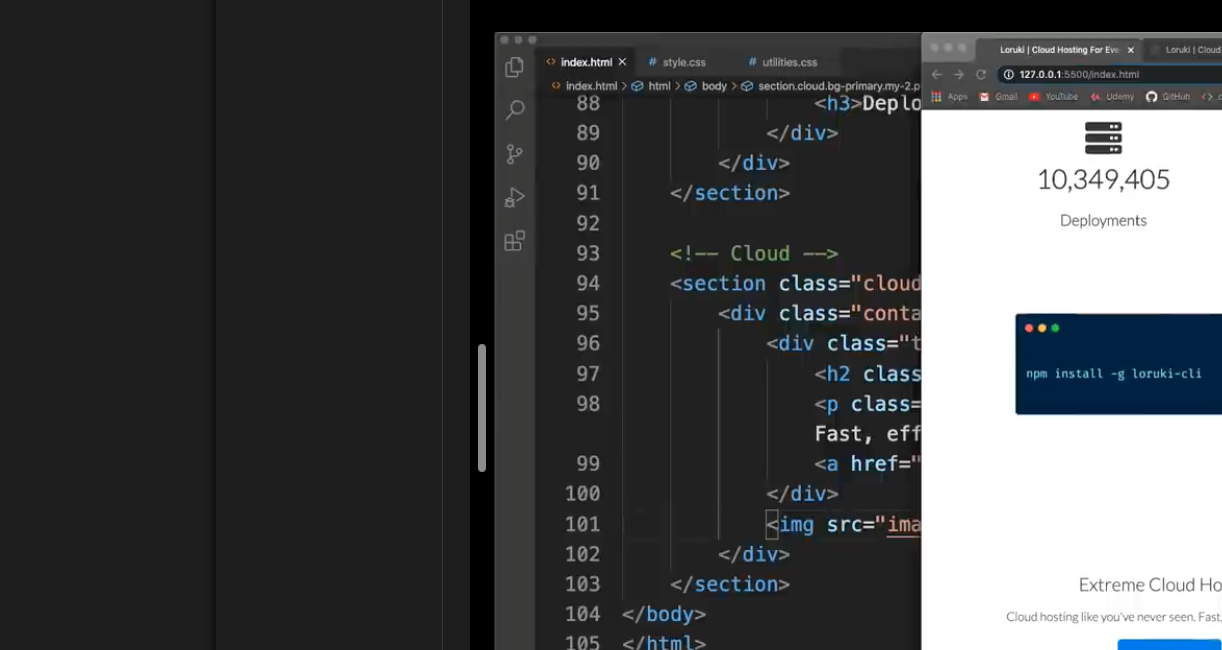 index.html
style.css
utilities.css
index.html > html > body > section.cloud.bg-primary.my-2.p
88 <h3>Deplo
89 </div>
90 </div>
91 </section>
92
93 <!-- Cloud -->
94 <section class="cloud
95 <div class="conta
96 <div class="t
97 <h2 class
98 <p class=
Fast, eff
99 <a href="
100 </div>
101 <img src="ima
102 </div>
103 </section>
104 </body>
105 </html>
Loruki | Cloud Hosting For Eve
Loruki | Cloud
127.0.0.1:5500/index.html
Apps Gmail YouTube Udemy GitHub
10,349,405
Deployments
npm install -g loruki-cli
Extreme Cloud Ho
Cloud hosting like you've never seen. Fast,